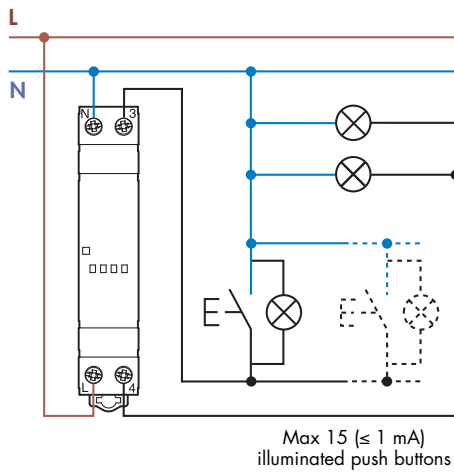 L
N
N 3
L 4
Max 15 (≤ 1 mA)
illuminated push buttons